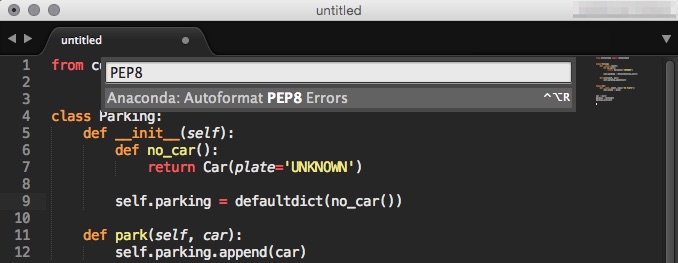 untitled
untitled
PEP8
Anaconda: Autoformat PEP8 Errors ^⌥R
1 from c
2
3
4 class Parking:
5 def __init__(self):
6 def no_car():
7 return Car(plate='UNKNOWN')
8
9 self.parking = defaultdict(no_car())
10
11 def park(self, car):
12 self.parking.append(car)